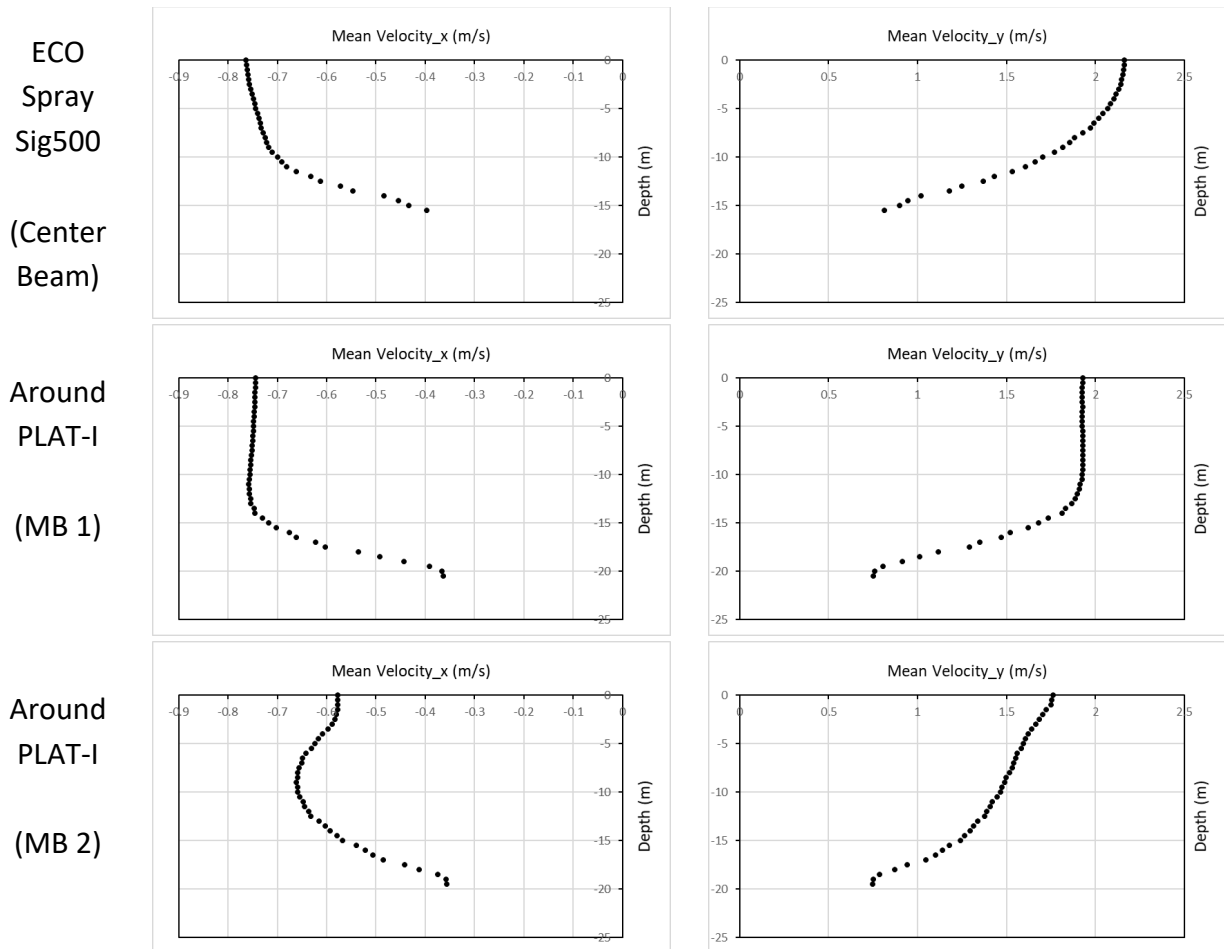 ECO
Spray
Sig500
(Center
Beam)
Mean Velocity_x (m/s)
-0.9 -0.8 -0.7 -0.6 -0.5 -0.4 -0.3 -0.2 -0.1 0
0
-5
-10
-15
-20
-25
Depth (m)
Mean Velocity_y (m/s)
0 0.5 1 1.5 2 2.5
0
-5
-10
-15
-20
-25
Depth (m)
Around
PLAT-I
(MB 1)
Mean Velocity_x (m/s)
-0.9 -0.8 -0.7 -0.6 -0.5 -0.4 -0.3 -0.2 -0.1 0
0
-5
-10
-15
-20
-25
Depth (m)
Mean Velocity_y (m/s)
0 0.5 1 1.5 2 2.5
0
-5
-10
-15
-20
-25
Depth (m)
Around
PLAT-I
(MB 2)
Mean Velocity_x (m/s)
-0.9 -0.8 -0.7 -0.6 -0.5 -0.4 -0.3 -0.2 -0.1 0
0
-5
-10
-15
-20
-25
Depth (m)
Mean Velocity_y (m/s)
0 0.5 1 1.5 2 2.5
0
-5
-10
-15
-20
-25
Depth (m)